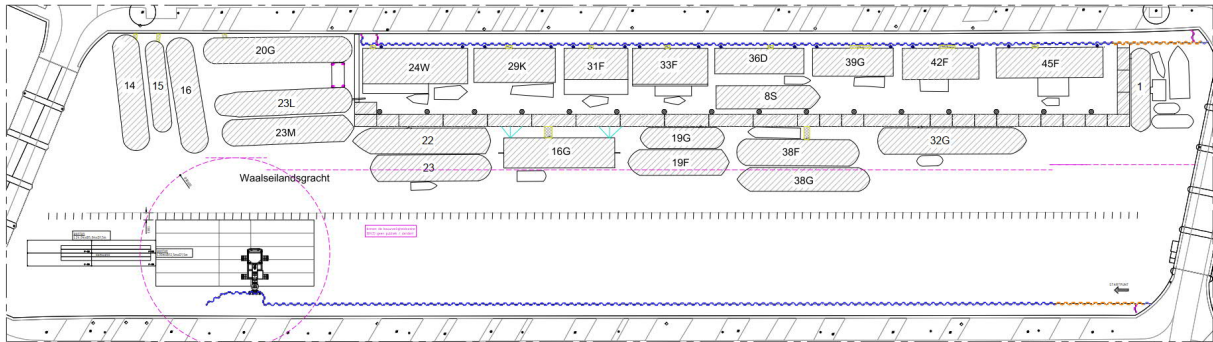 20G
14
15
16
24W
29K
31F
33F
36D
39G
42F
45F
1
8S
23L
23M
22
23
16G
19G
19F
38F
38G
32G
Waalseilandsgracht
STARTPUNT